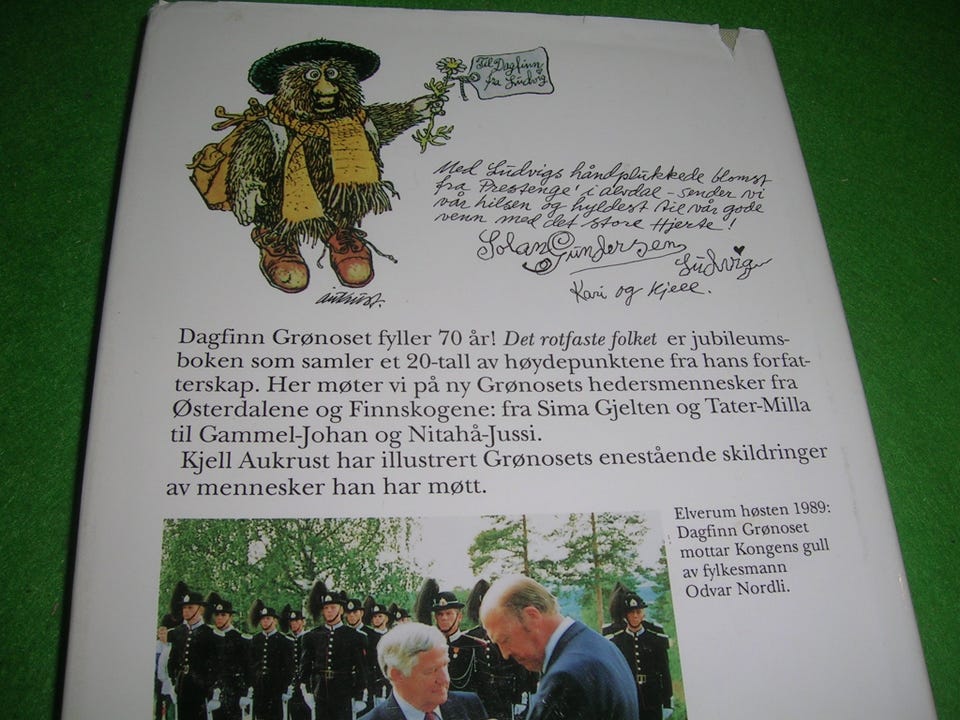 Til Dagfinn
fra Ludvig
Med Ludvigs håndplukkede blomst
fra Prestenge' i alvdal - sender vi
vår hilsen og hyldest til vår gode
venn med det store Hjerte!
Solan Gundersen
Ludvig
Kari og Kjell.
aukrust.
Dagfinn Grønoset fyller 70 år! Det rotfaste folket er jubileums-
boken som samler et 20-tall av høydepunktene fra hans forfat-
terskap. Her møter vi på ny Grønosets hedersmennesker fra
Østerdalene og Finnskogene: fra Sima Gjelten og Tater-Milla
til Gammel-Johan og Nitahå-Jussi.
Kjell Aukrust har illustrert Grønosets enestående skildringer
av mennesker han har møtt.
Elverum høsten 1989:
Dagfinn Grønoset
mottar Kongens gull
av fylkesmann
Odvar Nordli.